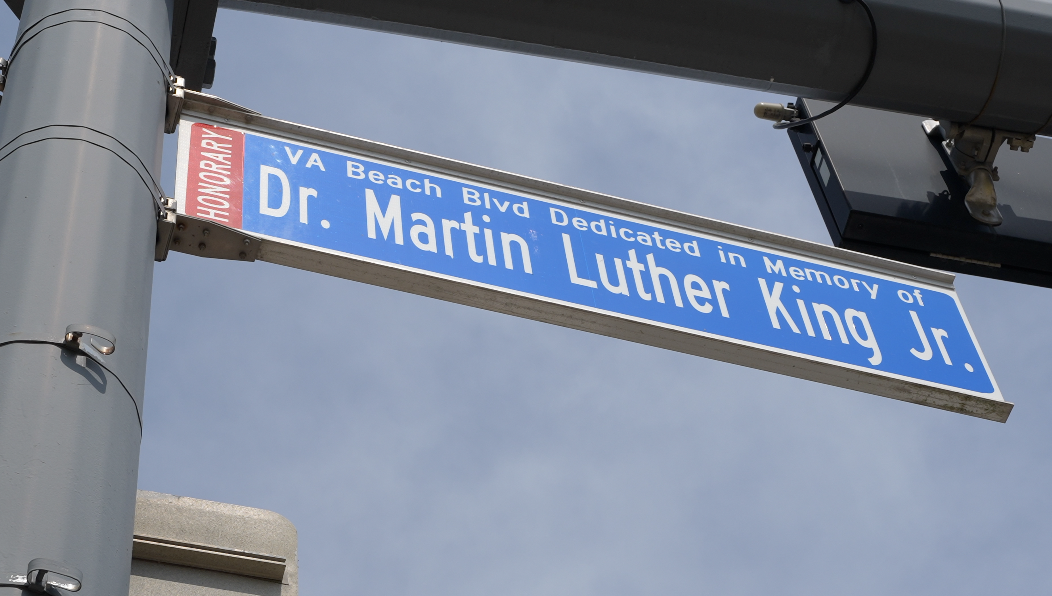 HONORARY
VA Beach Blvd Dedicated in Memory of
Dr. Martin Luther King Jr.